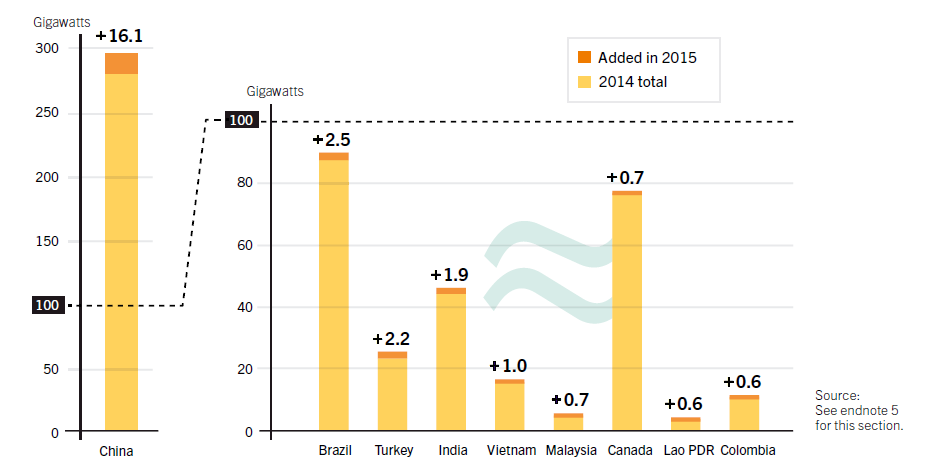 Gigawatts
+16.1
300
250
200
150
100
50
0
China
Gigawatts
100
80
60
40
20
0
+2.5
+2.2
+1.9
+1.0
+0.7
+0.7
+0.6
+0.6
Brazil Turkey India Vietnam Malaysia Canada Lao PDR Colombia
Added in 2015
2014 total
Source:
See endnote 5
for this section.